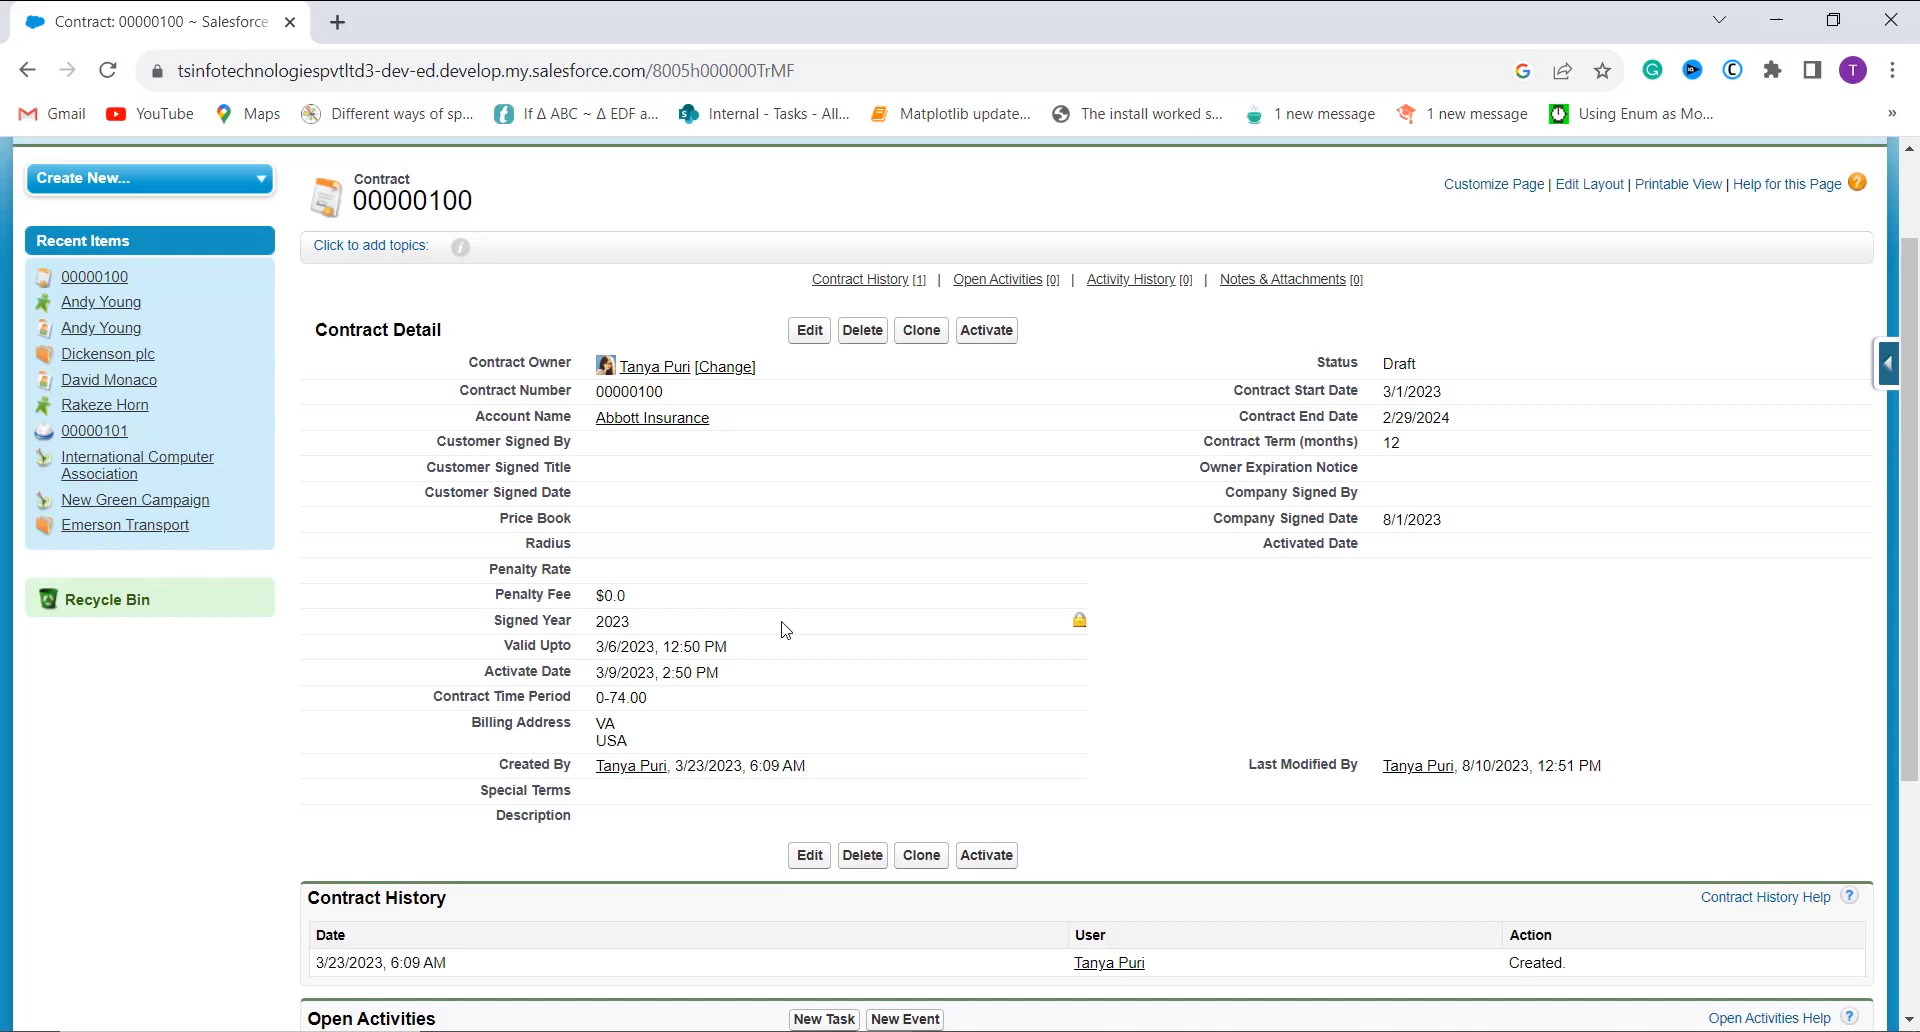 Contract: 00000100 ~ Salesforce
tsinfotechnologiespvtltd3-dev-ed.develop.my.salesforce.com/8005h000000TrMF
T
Gmail YouTube Maps Different ways of sp... If Δ ABC ~ Δ EDF a... Internal - Tasks - All... Matplotlib update... The install worked s... 1 new message 1 new message Using Enum as Mo... »
Create New...
Contract
00000100
Customize Page | Edit Layout | Printable View | Help for this Page ?
Click to add topics: i
Recent Items
00000100
Andy Young
Andy Young
Dickenson plc
David Monaco
Rakeze Horn
00000101
International Computer
Association
New Green Campaign
Emerson Transport
Recycle Bin
Contract History [1] | Open Activities [0] | Activity History [0] | Notes & Attachments [0]
Contract Detail Edit Delete Clone Activate
Contract Owner Tanya Puri [Change] Status Draft
Contract Number 00000100 Contract Start Date 3/1/2023
Account Name Abbott Insurance Contract End Date 2/29/2024
Customer Signed By Contract Term (months) 12
Customer Signed Title Owner Expiration Notice
Customer Signed Date Company Signed By
Price Book Company Signed Date 8/1/2023
Radius Activated Date
Penalty Rate
Penalty Fee $0.0
Signed Year 2023
Valid Upto 3/6/2023, 12:50 PM
Activate Date 3/9/2023, 2:50 PM
Contract Time Period 0-74.00
Billing Address VA
USA
Created By Tanya Puri, 3/23/2023, 6:09 AM Last Modified By Tanya Puri, 8/10/2023, 12:51 PM
Special Terms
Description
Edit Delete Clone Activate
Contract History Contract History Help ?
Date User Action
3/23/2023, 6:09 AM Tanya Puri Created.
Open Activities New Task New Event Open Activities Help ?